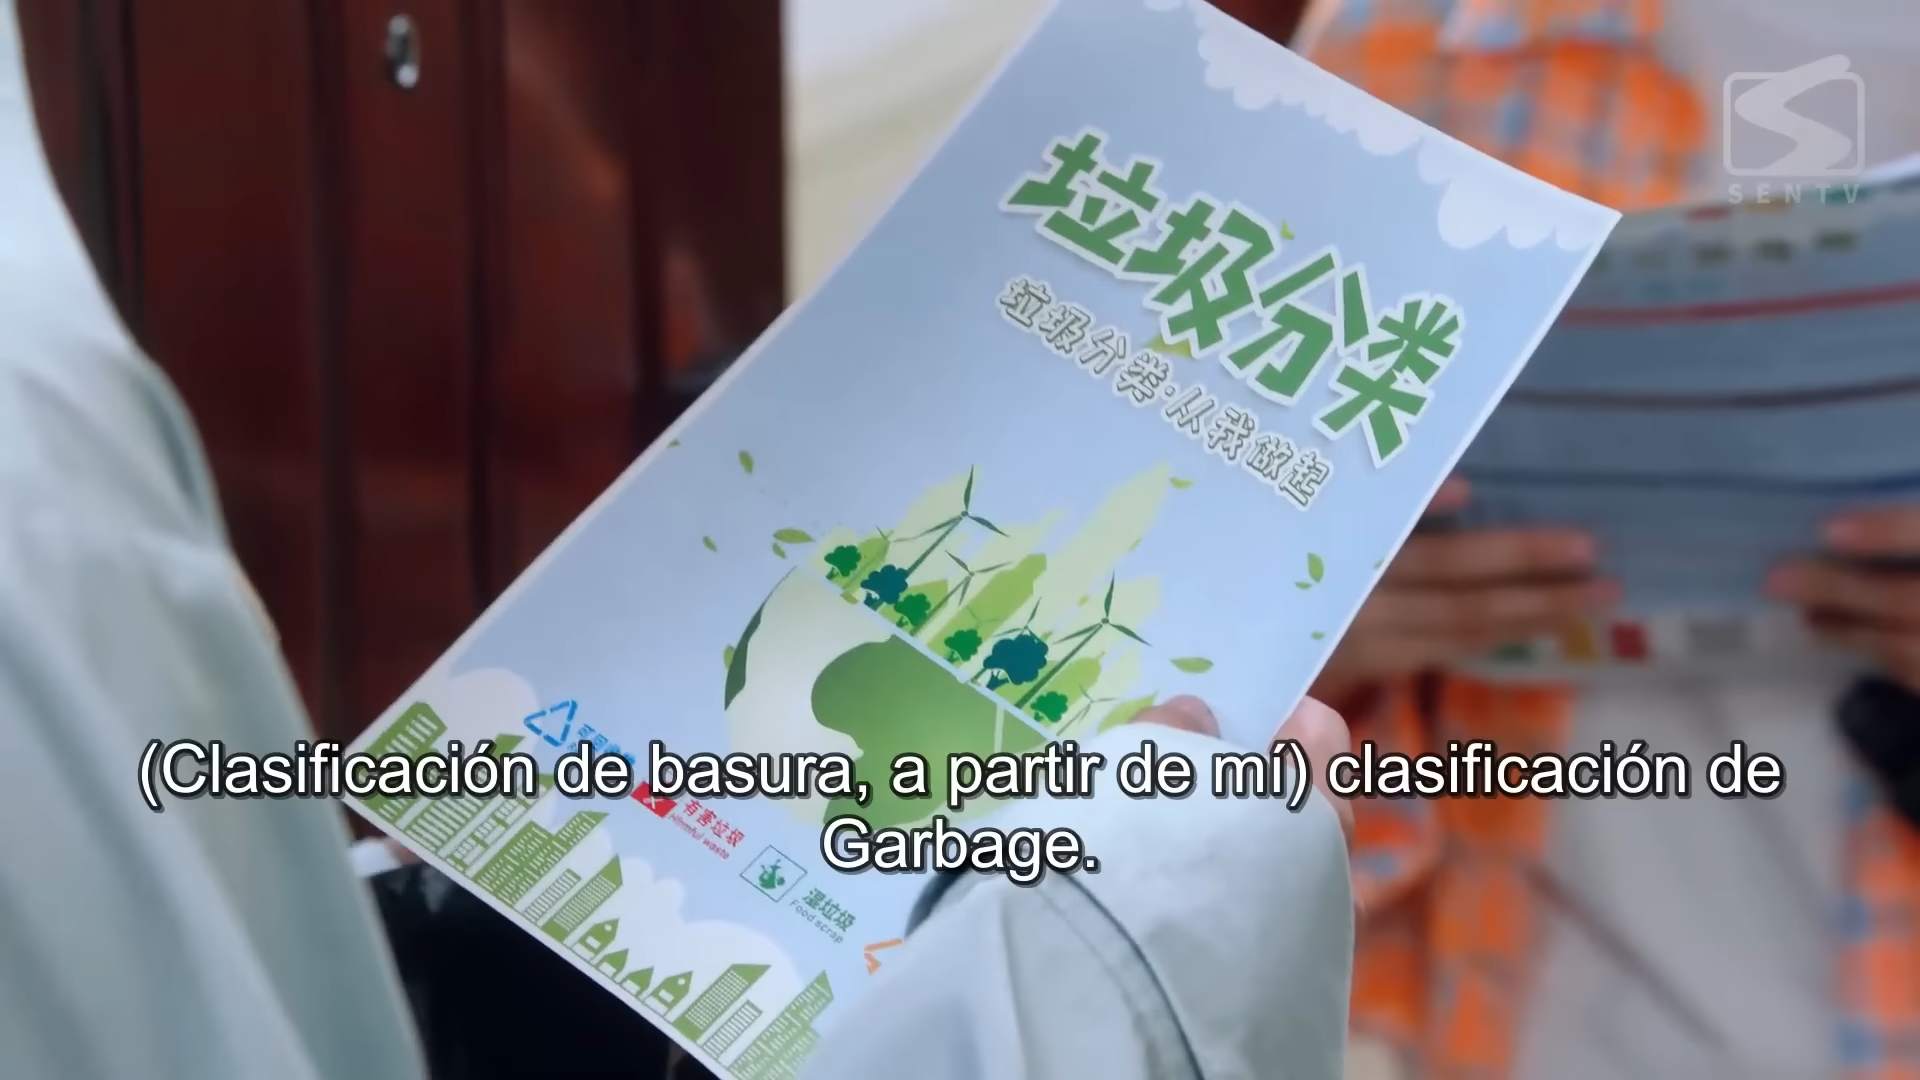 SENTV
垃圾分类
垃圾分类·从我做起
(Clasificación de basura, a partir de mí) clasificación de
Garbage.
有害垃圾
Harmful waste
湿垃圾
Food scrap